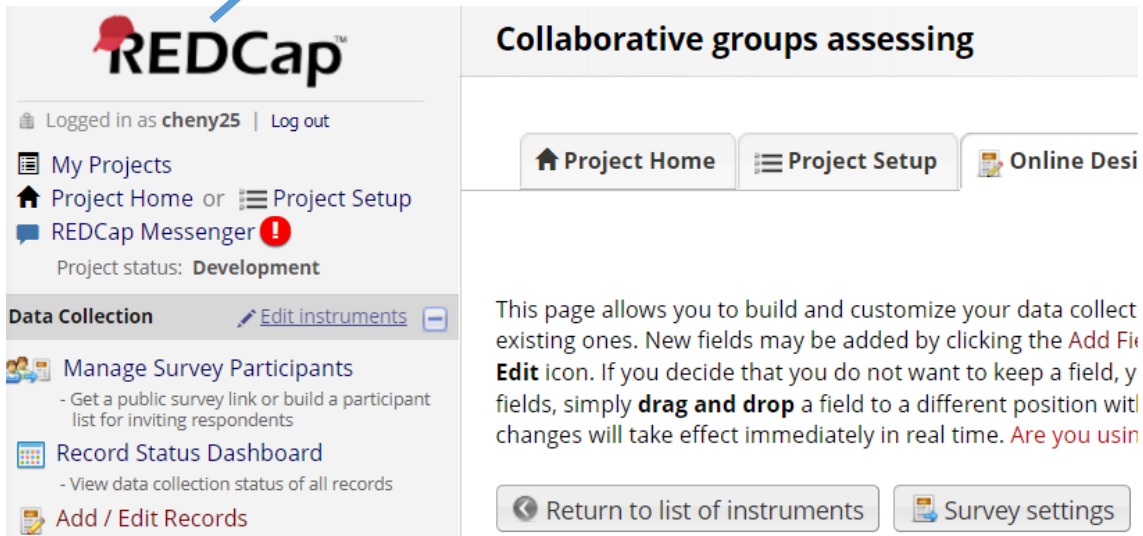 REDCap™
Logged in as cheny25 | Log out
My Projects
Project Home or Project Setup
REDCap Messenger
Project status: Development
Data Collection Edit instruments
Manage Survey Participants
- Get a public survey link or build a participant
list for inviting respondents
Record Status Dashboard
- View data collection status of all records
Add / Edit Records
Collaborative groups assessing
Project Home Project Setup Online Desi
This page allows you to build and customize your data collect
existing ones. New fields may be added by clicking the Add Fie
Edit icon. If you decide that you do not want to keep a field, y
fields, simply drag and drop a field to a different position with
changes will take effect immediately in real time. Are you usin
Return to list of instruments Survey settings